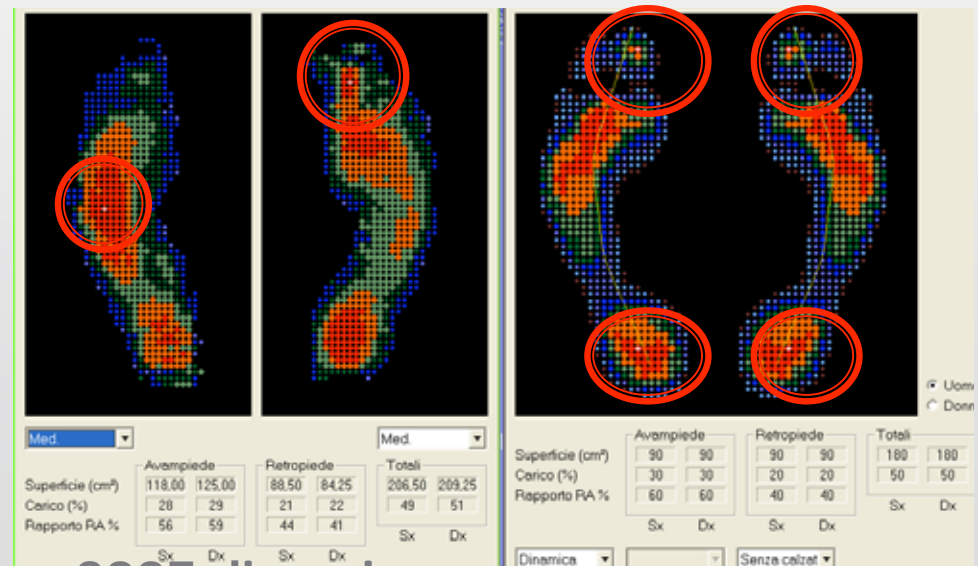 Uom
Donn
Med.
Med.
Avampiede Retropiede Totali
Superficie (cm²) 118,00 125,00 88,50 84,25 206,50 209,25
Carico (%) 28 29 21 22 49 51
Rapporto RA % 56 59 44 41
Sx Dx Sx Dx Sx Dx
Avampiede Retropiede Totali
Superficie (cm²) 90 90 90 90 180 180
Carico (%) 30 30 20 20 50 50
Rapporto RA % 60 60 40 40
Sx Dx Sx Dx Sx Dx
Dinamica Senza calzat